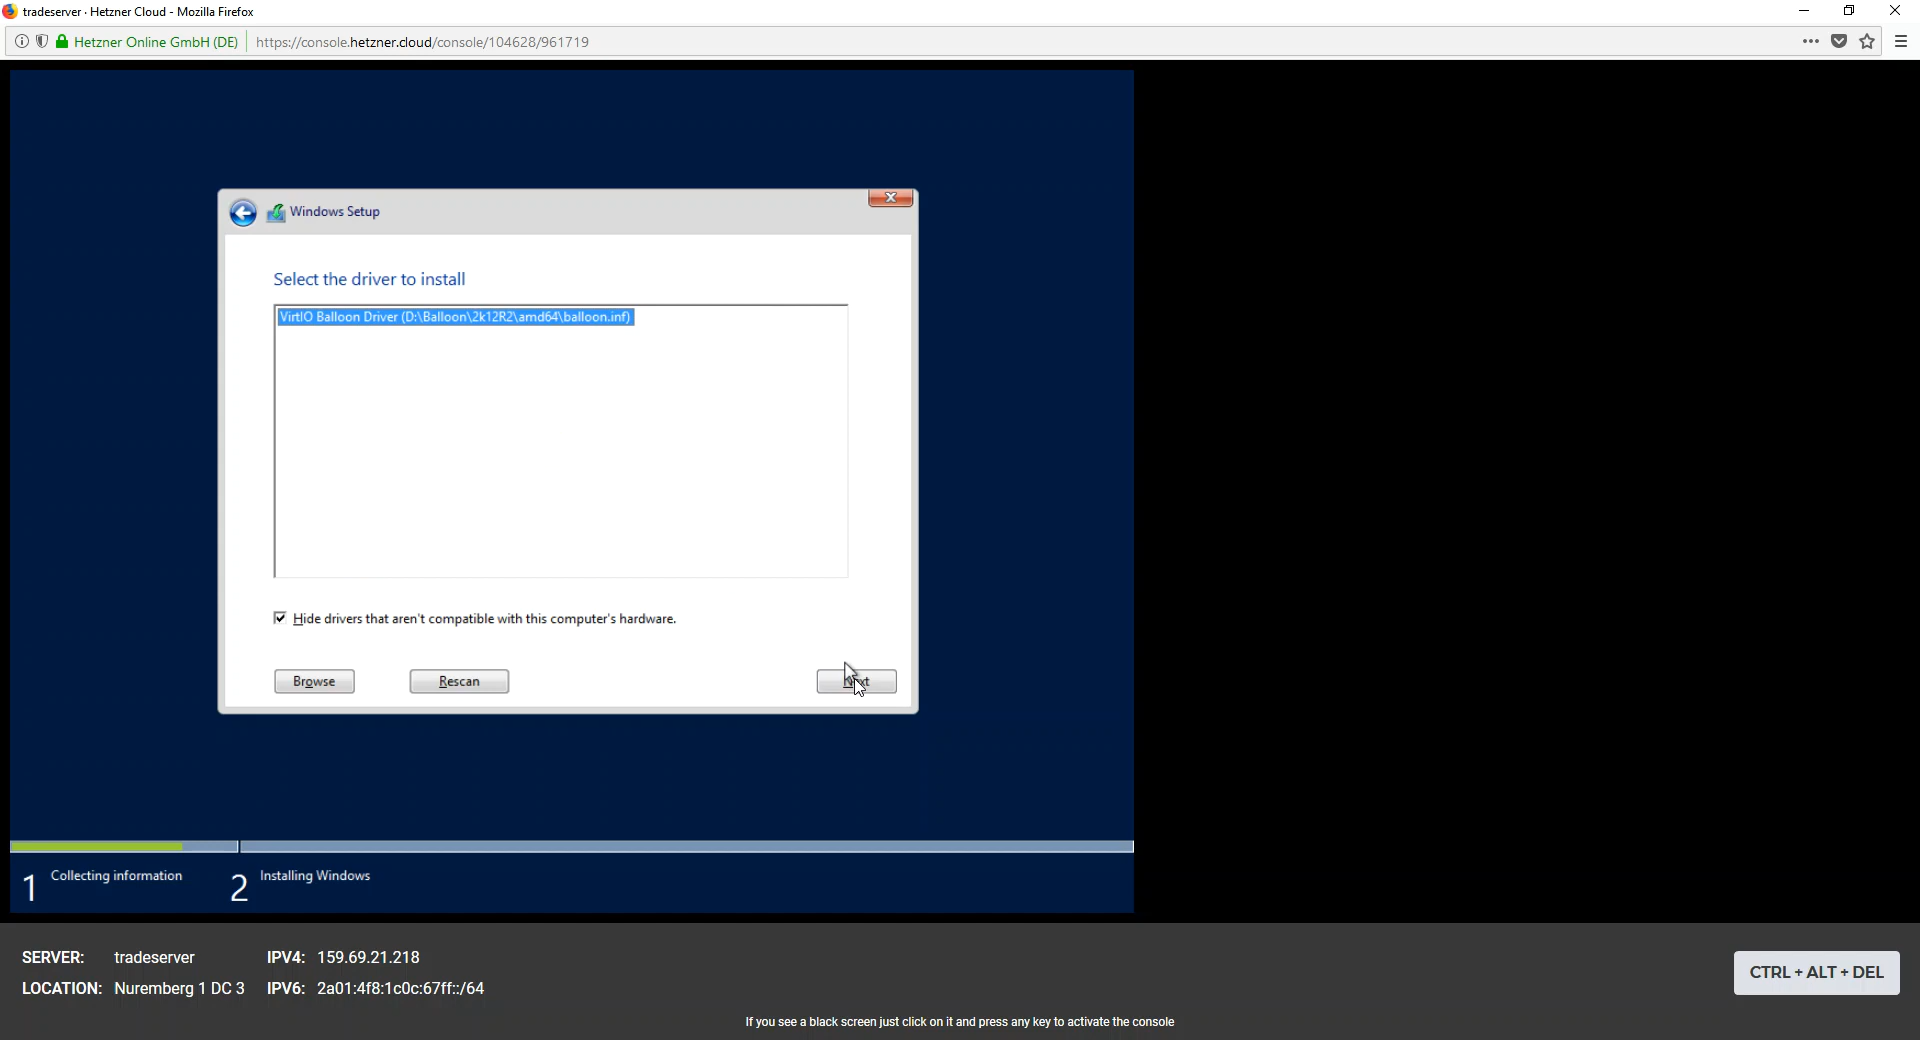 tradeserver · Hetzner Cloud - Mozilla Firefox
Hetzner Online GmbH (DE) https://console.hetzner.cloud/console/104628/961719
Windows Setup
Select the driver to install
VirtIO Balloon Driver (D:\Balloon\2k12R2\amd64\balloon.inf)
Hide drivers that aren't compatible with this computer's hardware.
Browse Rescan Next
1 Collecting information 2 Installing Windows
SERVER: tradeserver IPV4: 159.69.21.218
LOCATION: Nuremberg 1 DC 3 IPV6: 2a01:4f8:1c0c:67ff::/64
CTRL + ALT + DEL
If you see a black screen just click on it and press any key to activate the console